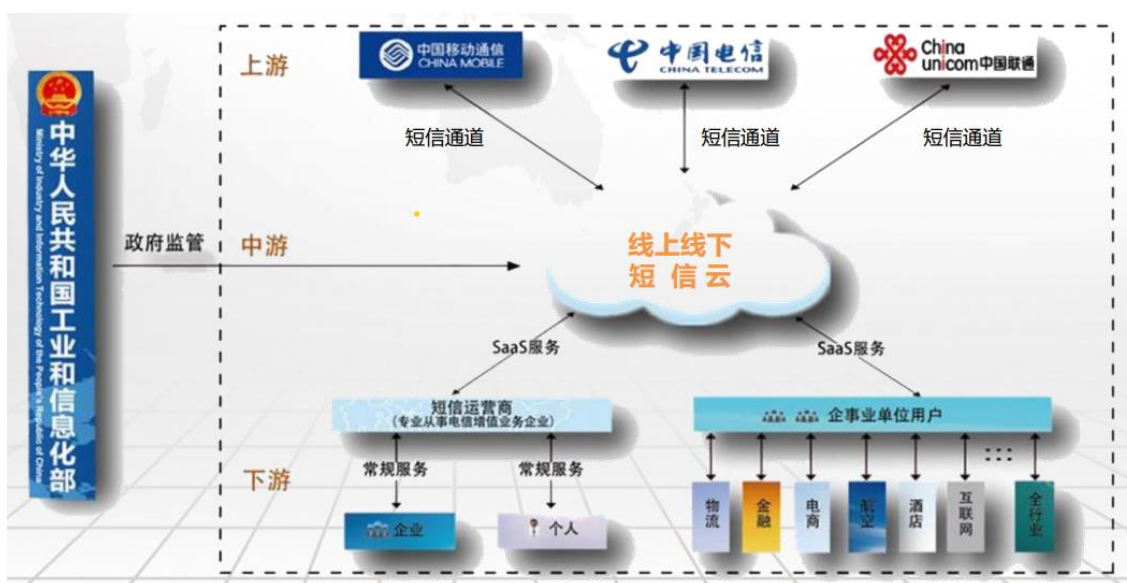 中华人民共和国工业和信息化部
Ministry of Industry and Information Technology of the People's Republic of China
政府监管
上游
中国移动通信
CHINA MOBILE
中国电信
CHINA TELECOM
China
unicom中国联通
短信通道
短信通道
短信通道
中游
线上线下
短 信 云
SaaS服务
SaaS服务
下游
短信运营商
(专业从事电信增值业务企业)
企事业单位用户
常规服务
常规服务
企业
个人
物流
金融
电商
航空
酒店
互联网
全行业